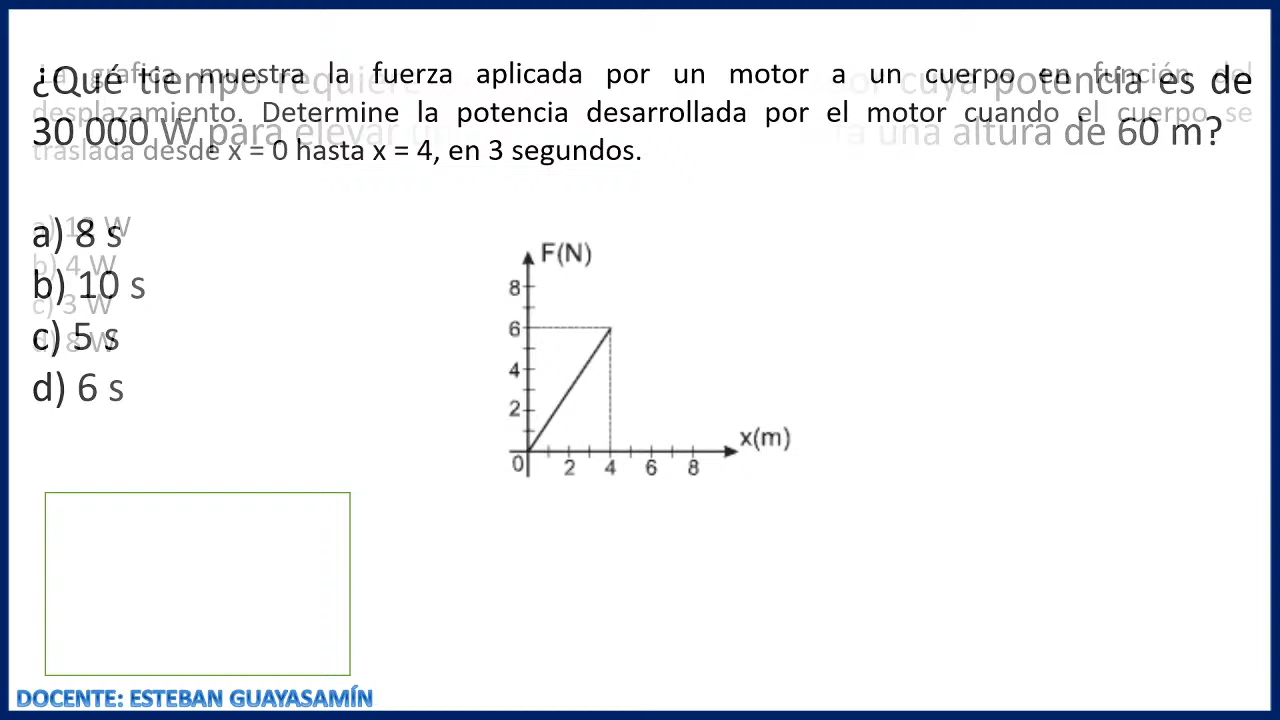 ¿Qué tiempo requiere cuya potencia es de
30 000 W para elevar una altura de 60 m?
La grafica muestra la fuerza aplicada por un motor a un cuerpo en función del
desplazamiento. Determine la potencia desarrollada por el motor cuando el cuerpo se
traslada desde x = 0 hasta x = 4, en 3 segundos.
a) 8 s
b) 10 s
c) 5 s
d) 6 s
b) 4 W
c) 3 W
d) 8 W
F(N)
8
6
4
2
0
2 4 6 8
x(m)
DOCENTE: ESTEBAN GUAYASAMÍN